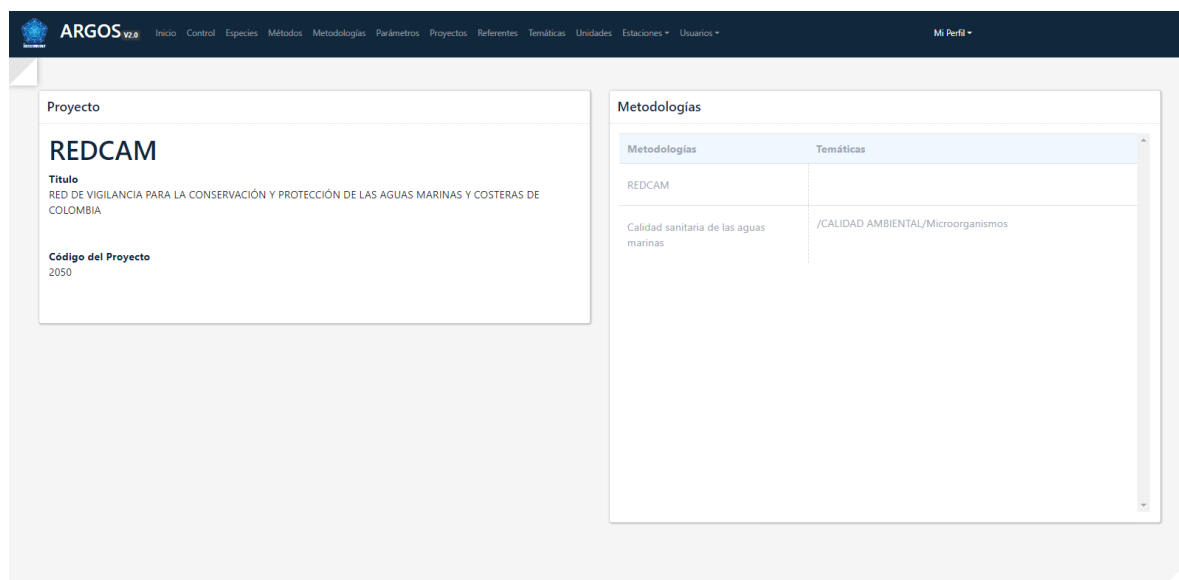 ARGOS V2.0 Inicio Control Especies Métodos Metodologías Parámetros Proyectos Referentes Temáticas Unidades Estaciones Usuarios Mi Perfil
Proyecto
REDCAM
Titulo
RED DE VIGILANCIA PARA LA CONSERVACIÓN Y PROTECCIÓN DE LAS AGUAS MARINAS Y COSTERAS DE
COLOMBIA
Código del Proyecto
2050
Metodologías
Metodologías Temáticas
REDCAM
Calidad sanitaria de las aguas /CALIDAD AMBIENTAL/Microorganismos
marinas